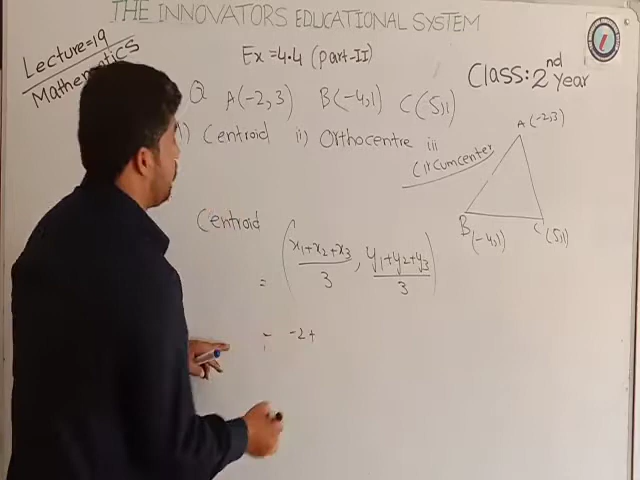 THE INNOVATORS EDUCATIONAL SYSTEM
Lecture=19
Mathematics
Ex=4.4 (part-II)
Class: 2nd year
Q A(-2,3) B(-4,1) C(5,1)
i) Centroid ii) Orthocentre iii
Circumcenter
A(-2,3)
B(-4,1)
C(5,1)
Centroid
= (x₁+x₂+x₃/3, y₁+y₂+y₃/3)
= -2+